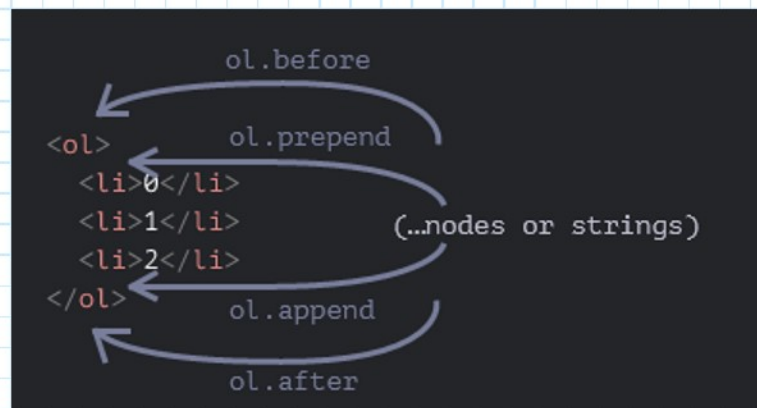 ol.before
<ol>
ol.prepend
<li>0</li>
<li>1</li>
(…nodes or strings)
<li>2</li>
</ol>
ol.append
ol.after